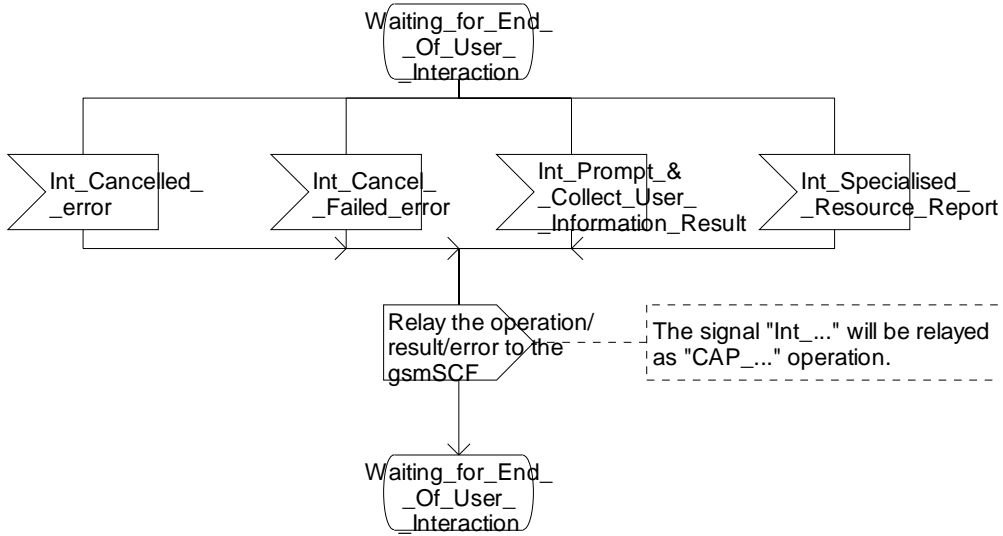 Waiting_for_End_
_Of_User_
_Interaction
Int_Cancelled_
_error
Int_Cancel_
_Failed_error
Int_Prompt_&
_Collect_User_
_Information_Result
Int_Specialised_
_Resource_Report
Relay the operation/
result/error to the
gsmSCF
The signal "Int_..." will be relayed
as "CAP_..." operation.
Waiting_for_End_
_Of_User_
_Interaction